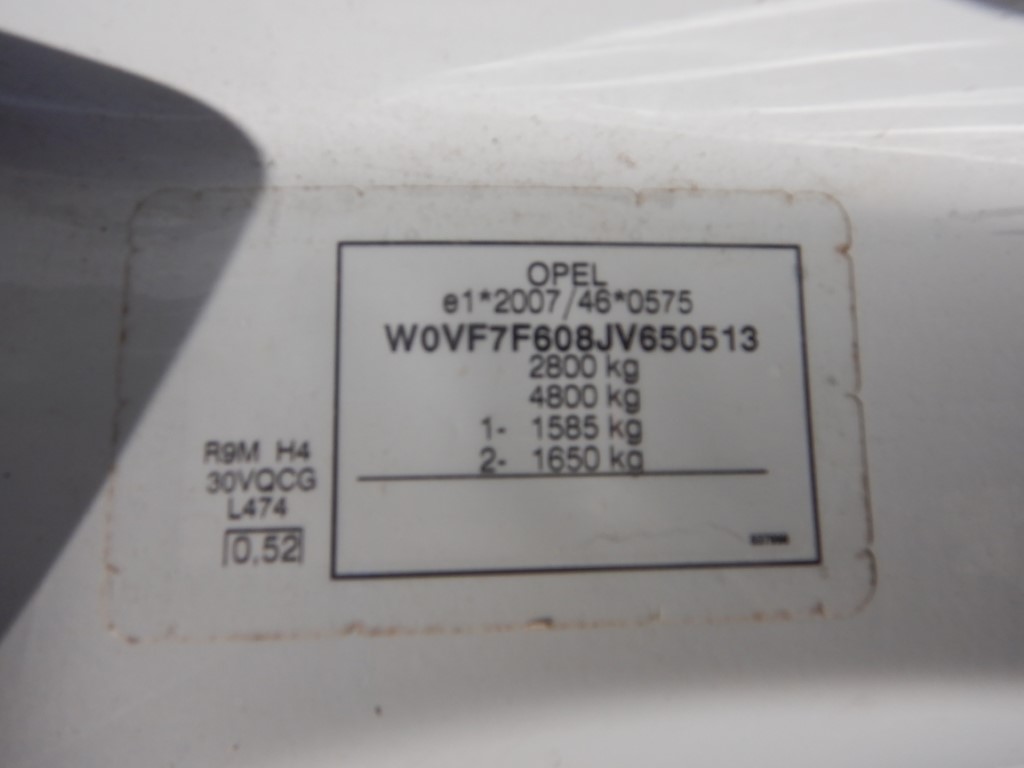 OPEL
e1*2007/46*0575
W0VF7F608JV650513
2800 kg
4800 kg
1- 1585 kg
2- 1650 kg
R9M H4
30VQCG
L474
0,52